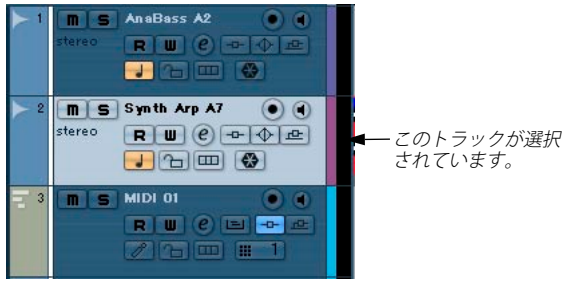 1 m S AnaBass A2
stereo R W e
2 m S Synth Arp A7
stereo R W e
このトラックが選択
されています。
3 m S MIDI 01
R W e
1